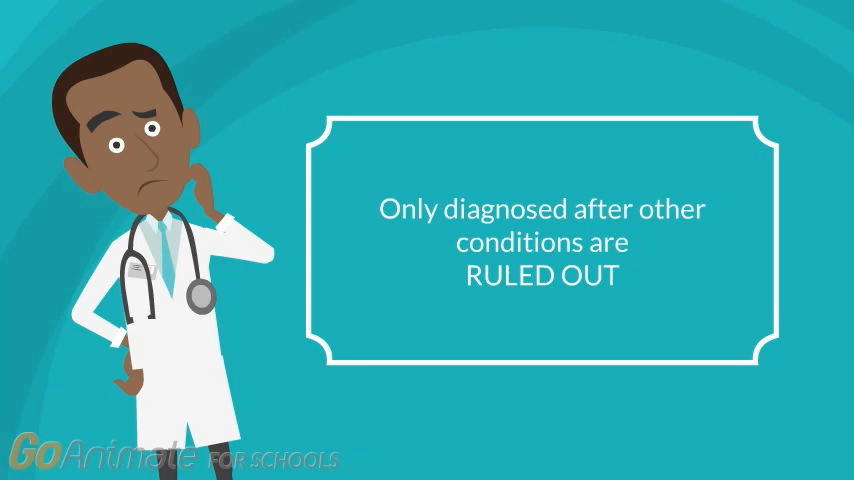 Only diagnosed after other
conditions are
RULED OUT
GoAnimate FOR SCHOOLS